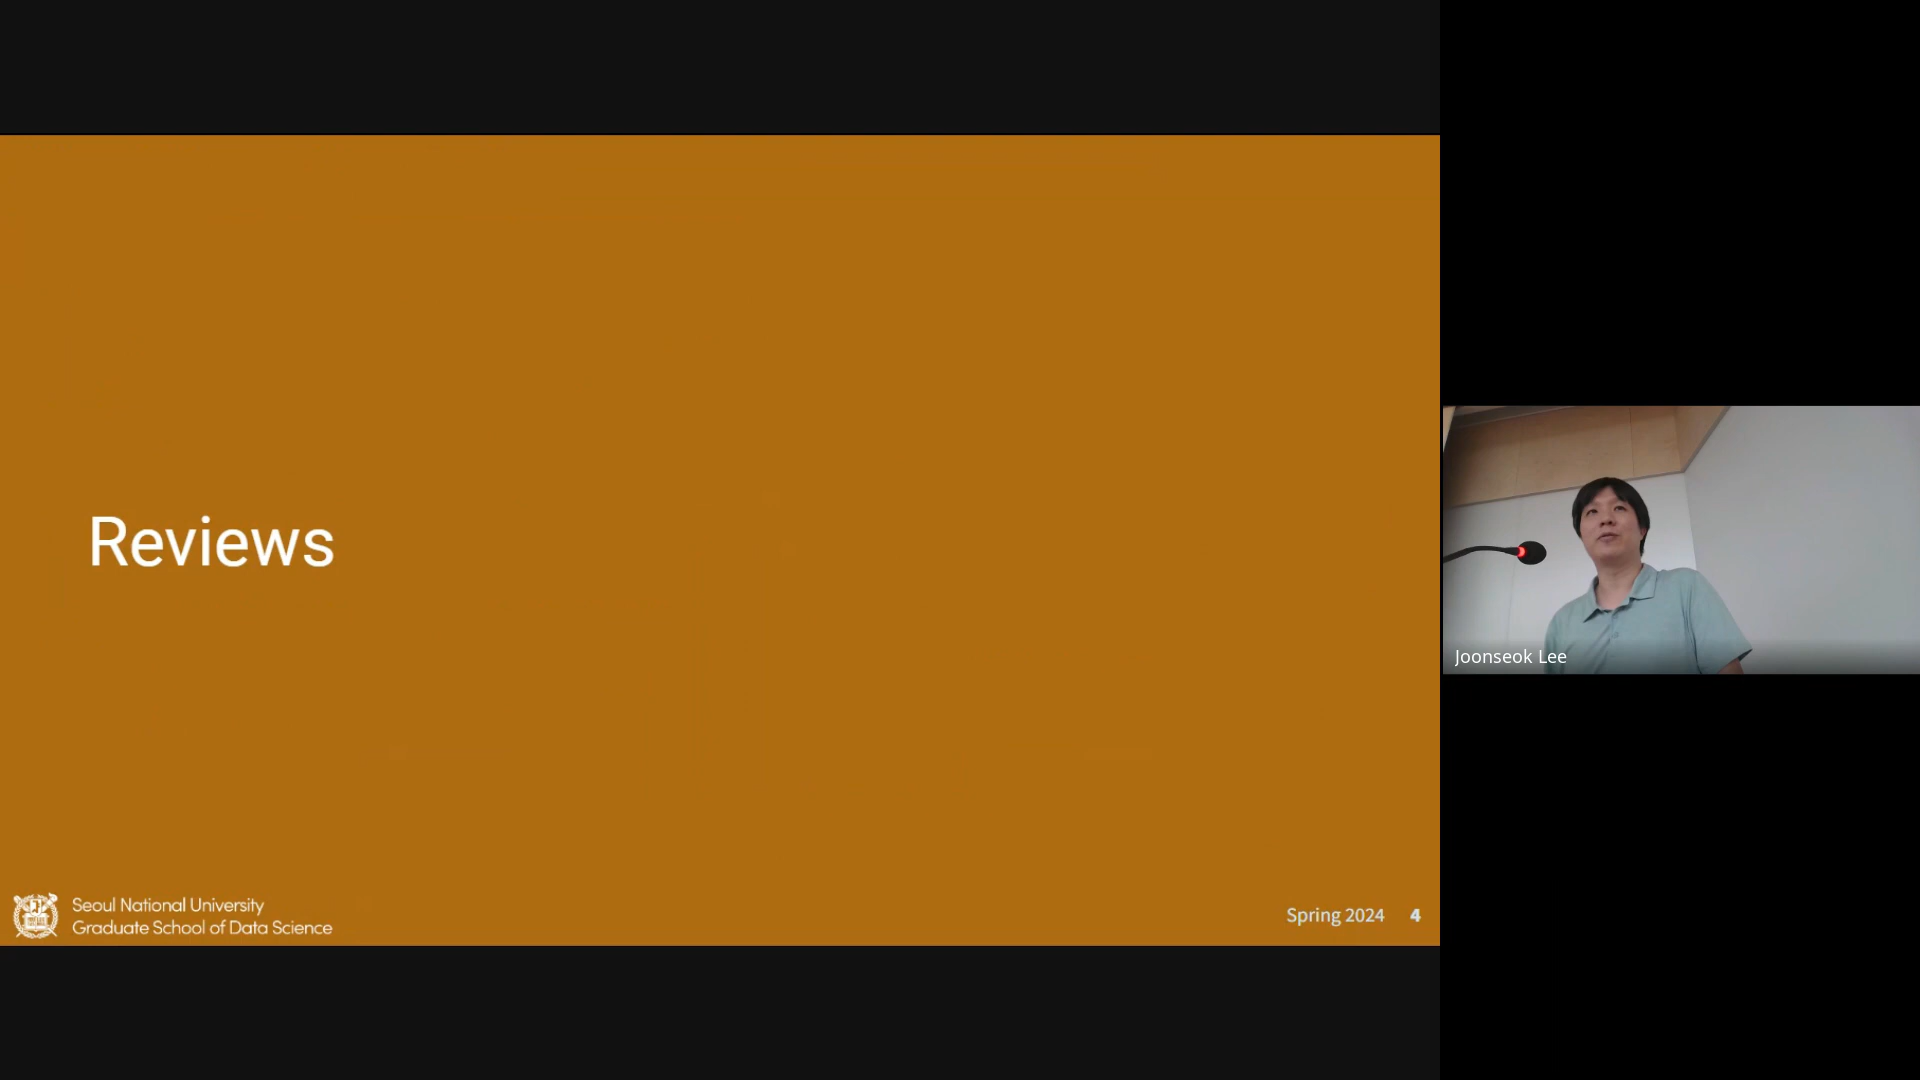 Reviews
Seoul National University
Graduate School of Data Science
Spring 2024 4
Joonseok Lee